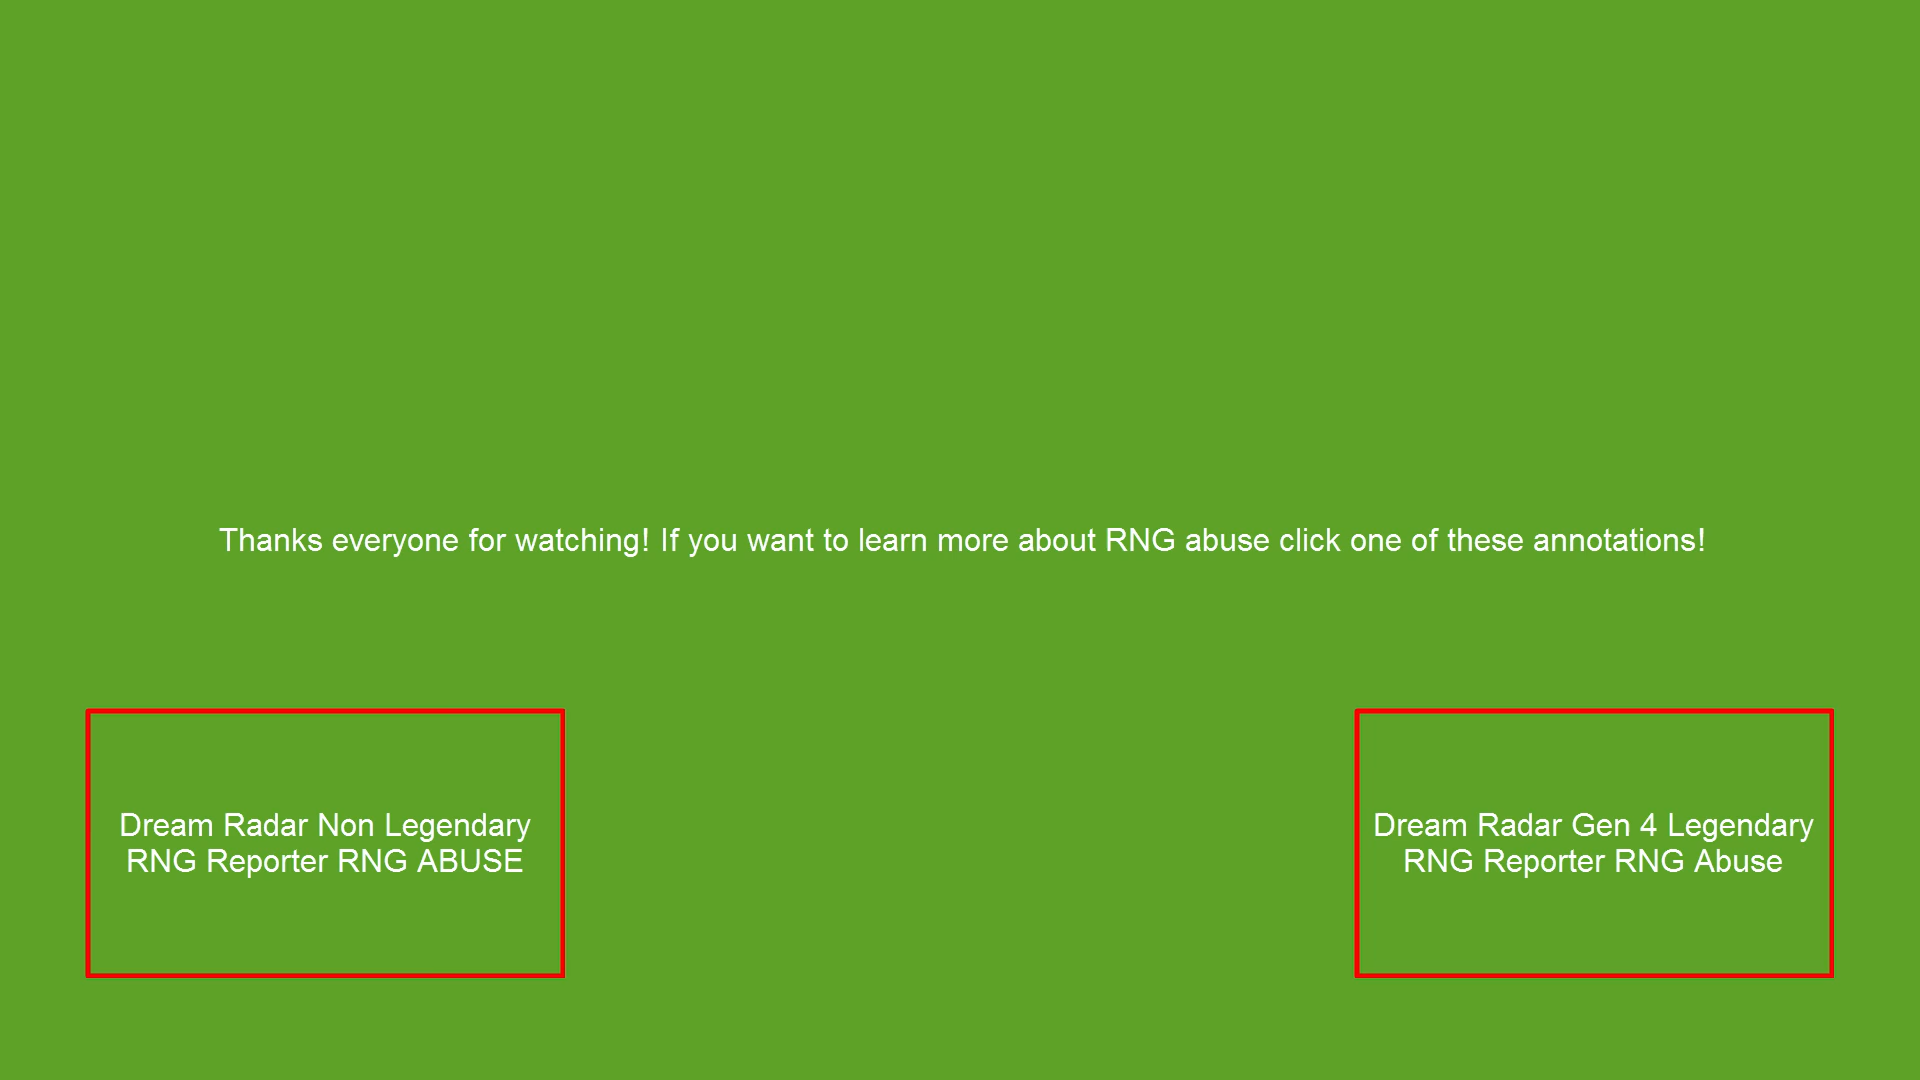 Thanks everyone for watching! If you want to learn more about RNG abuse click one of these annotations!
Dream Radar Non Legendary
RNG Reporter RNG ABUSE
Dream Radar Gen 4 Legendary
RNG Reporter RNG Abuse